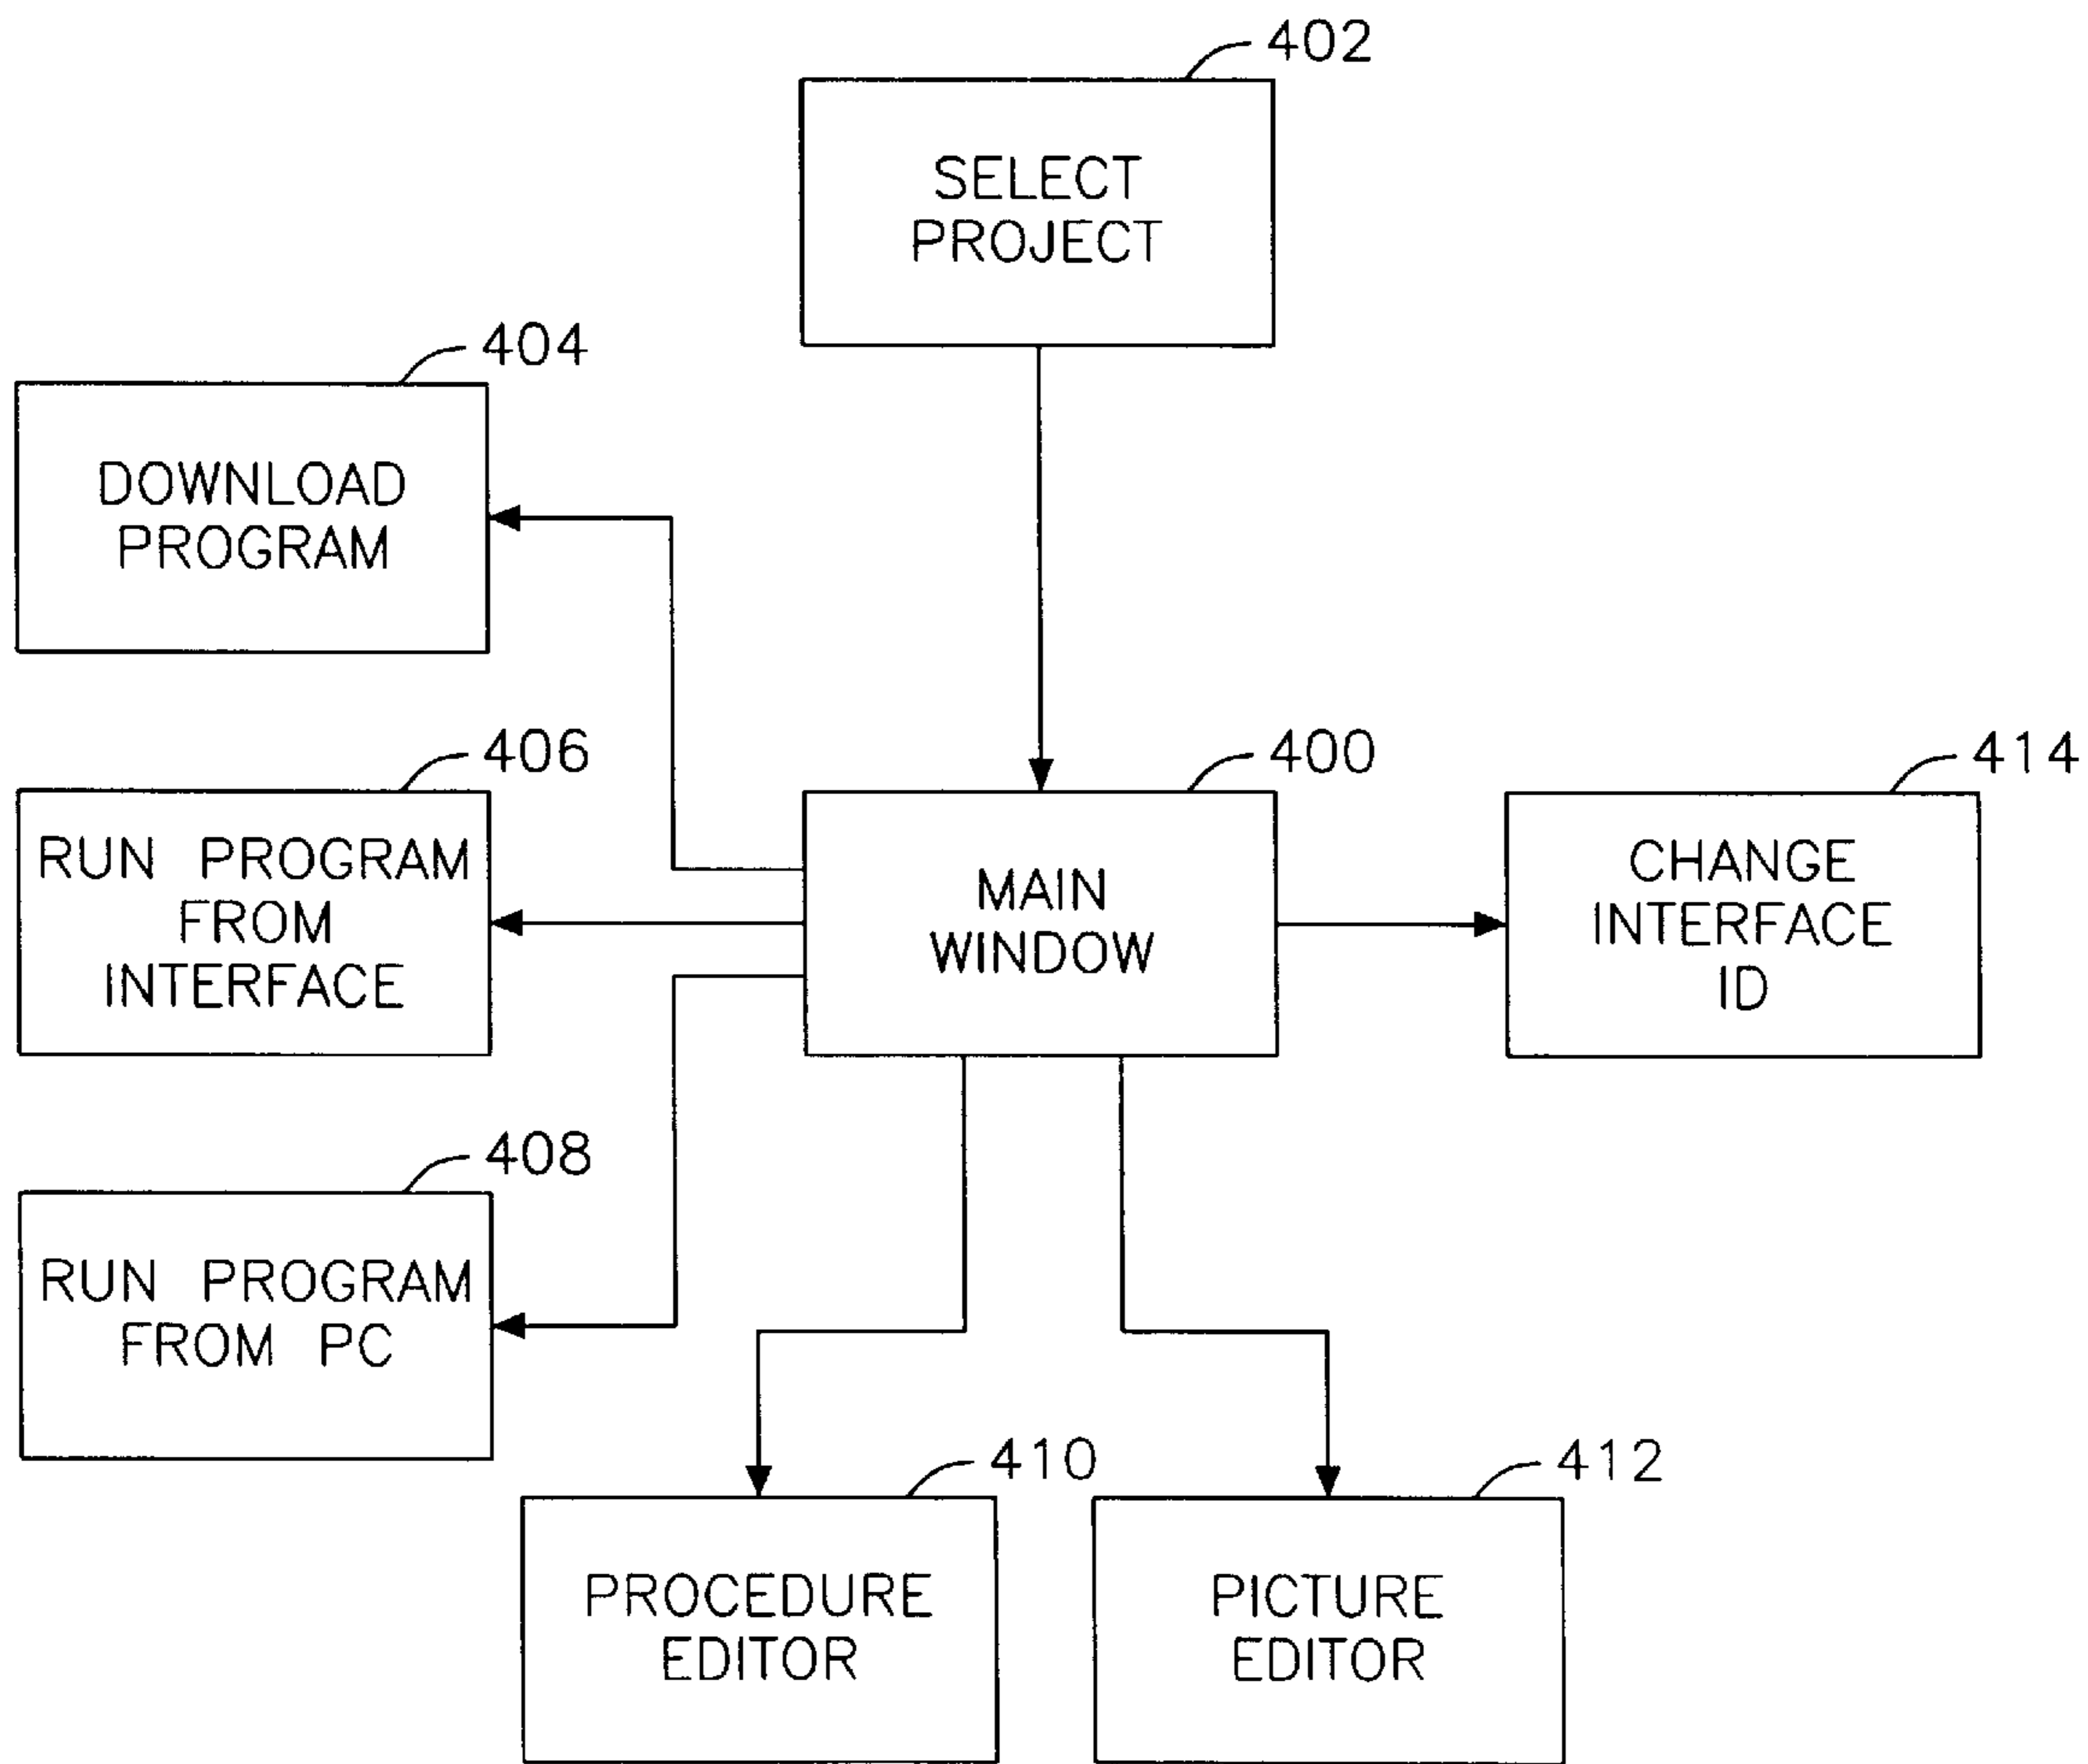 402
SELECT
PROJECT
404
DOWNLOAD
PROGRAM
406
RUN PROGRAM
FROM
INTERFACE
400
MAIN
WINDOW
414
CHANGE
INTERFACE
ID
408
RUN PROGRAM
FROM PC
410
PROCEDURE
EDITOR
412
PICTURE
EDITOR